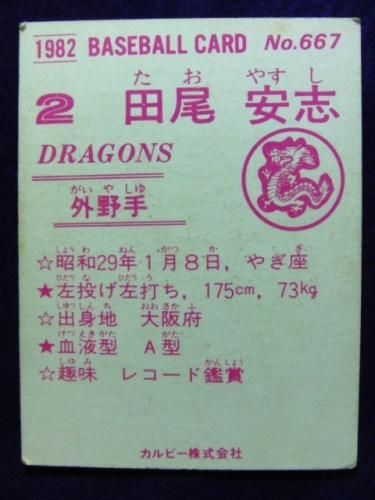 1982 BASEBALL CARD No.667
たお やすし
2 田尾 安志
DRAGONS
がいやしゅ
外野手
しょうわ ねん がつ か ぎ
☆昭和29年1月8日, やぎ座
ひだりな ひだりう
★左投げ左打ち, 175cm, 73kg
しゅっしんち おおさかふ
☆出身地 大阪府
けつえきがた がた
★血液型 A型
しゅみ かんしょう
☆趣味 レコード鑑賞
カルビー株式会社